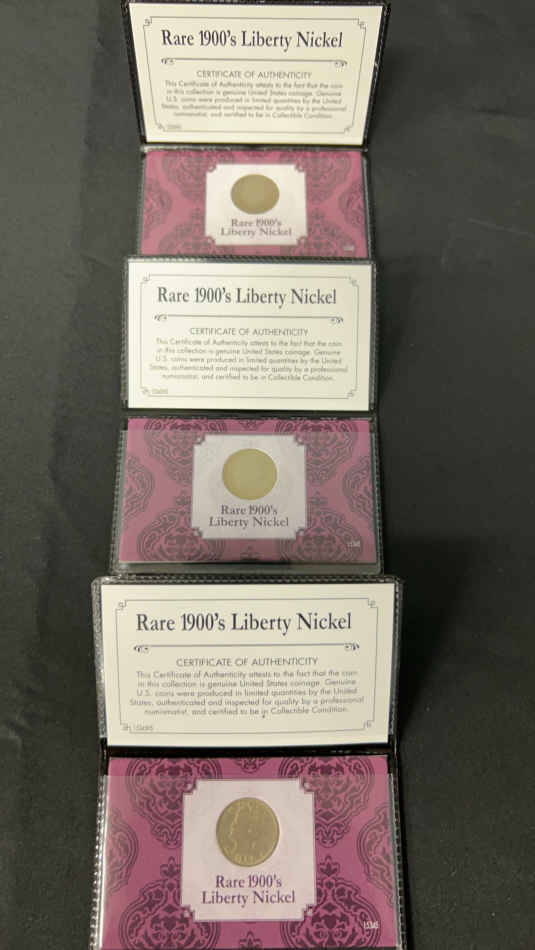 Rare 1900's Liberty Nickel
CERTIFICATE OF AUTHENTICITY
This Certificate of Authenticity attests to the fact that the coin
in this collection is genuine United States coinage. Genuine
U.S. coins were produced in limited quantities by the United
States, authenticated and inspected for quality by a professional
numismatist, and certified to be in Collectible Condition.
Rare 1900's
Liberty Nickel
Rare 1900's Liberty Nickel
CERTIFICATE OF AUTHENTICITY
This Certificate of Authenticity attests to the fact that the coin
in this collection is genuine United States coinage. Genuine
U.S. coins were produced in limited quantities by the United
States, authenticated and inspected for quality by a professional
numismatist, and certified to be in Collectible Condition.
Rare 1900's
Liberty Nickel
Rare 1900's Liberty Nickel
CERTIFICATE OF AUTHENTICITY
This Certificate of Authenticity attests to the fact that the coin
in this collection is genuine United States coinage. Genuine
U.S. coins were produced in limited quantities by the United
States, authenticated and inspected for quality by a professional
numismatist, and certified to be in Collectible Condition.
Rare 1900's
Liberty Nickel